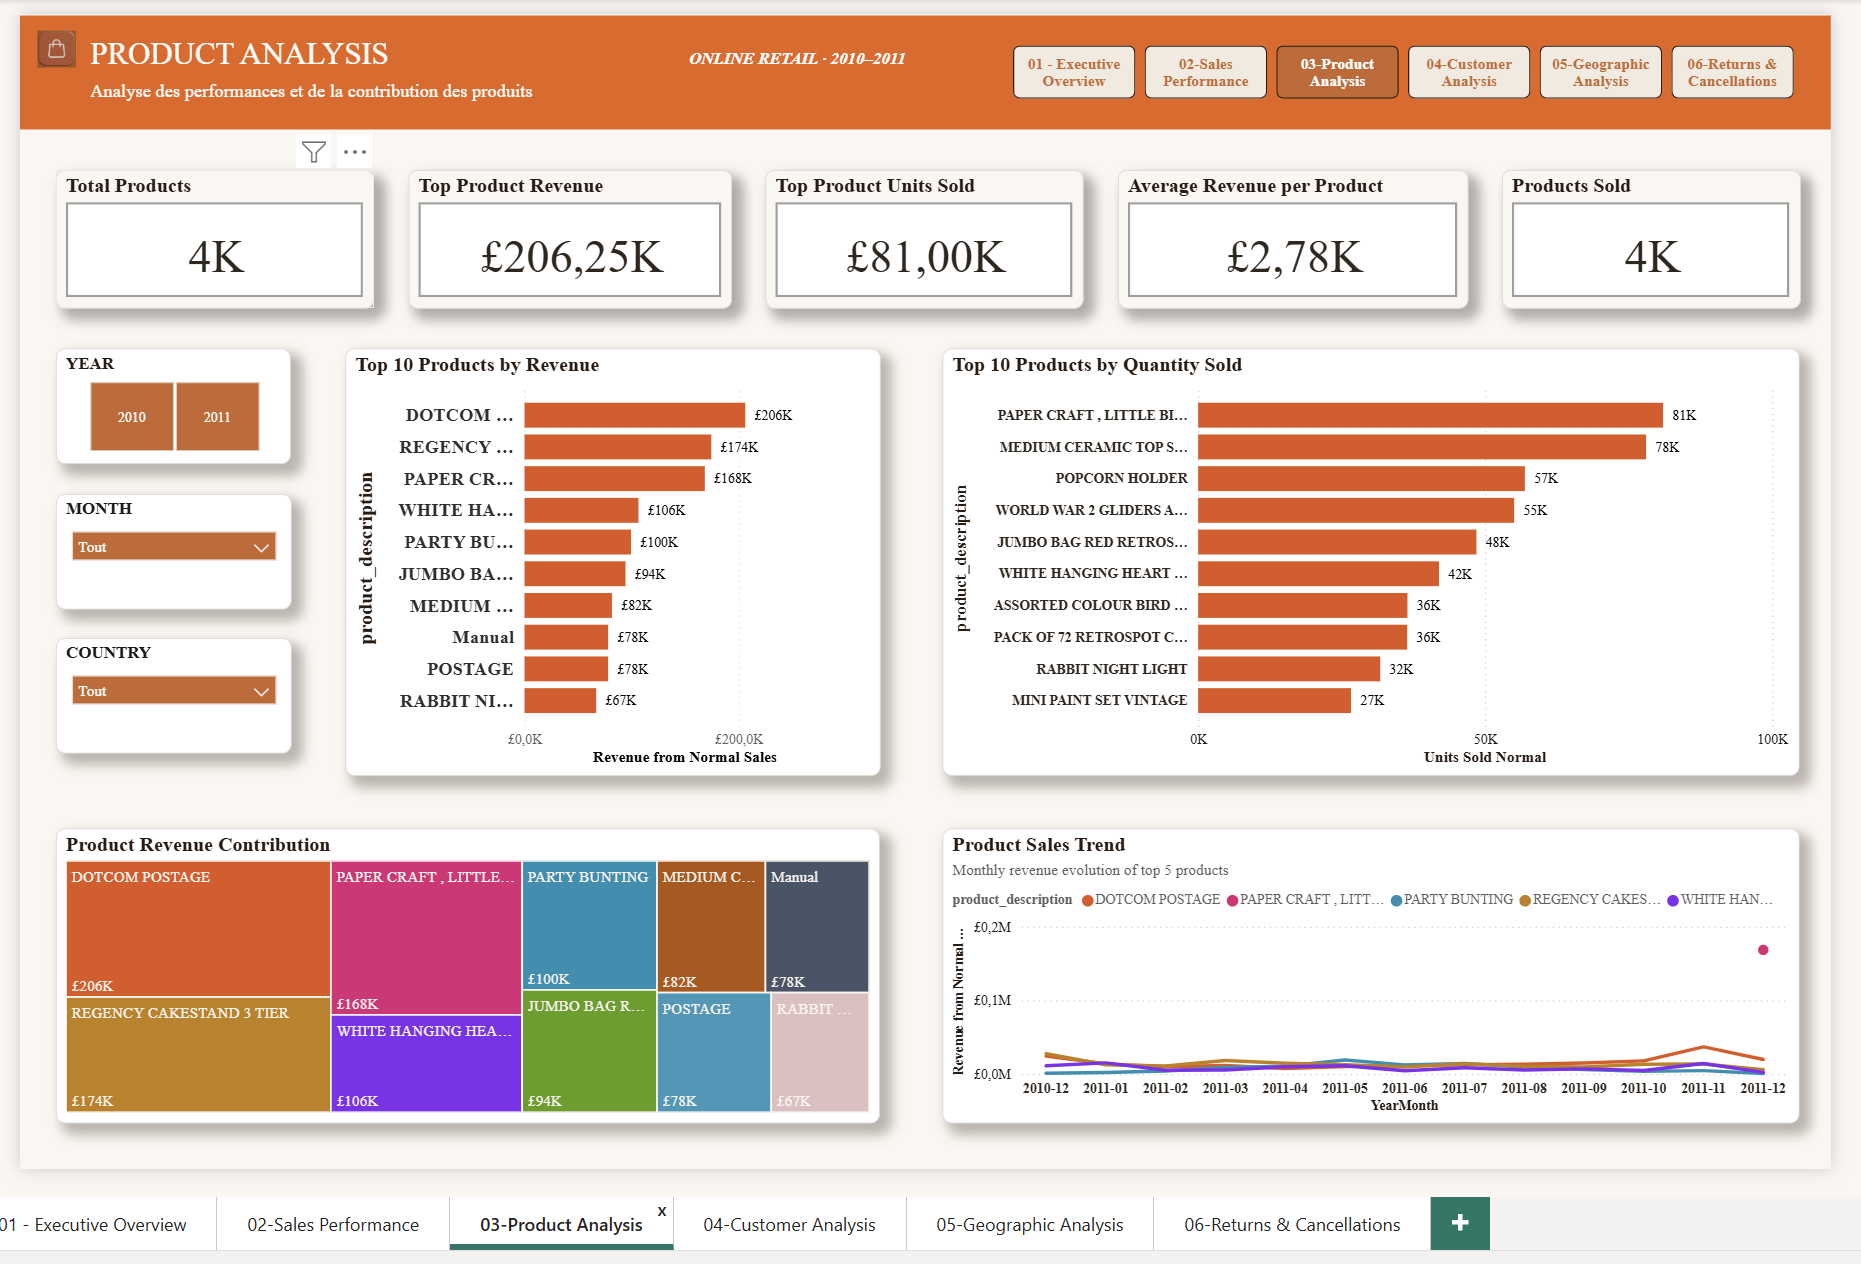 PRODUCT ANALYSIS
Analyse des performances et de la contribution des produits
ONLINE RETAIL - 2010–2011
01 - Executive
Overview
02-Sales
Performance
03-Product
Analysis
04-Customer
Analysis
05-Geographic
Analysis
06-Returns &
Cancellations
Total Products
4K
Top Product Revenue
£206,25K
Top Product Units Sold
£81,00K
Average Revenue per Product
£2,78K
Products Sold
4K
YEAR
2010
2011
MONTH
Tout
COUNTRY
Tout
Top 10 Products by Revenue
product_description
DOTCOM ... £206K
REGENCY ... £174K
PAPER CR... £168K
WHITE HA... £106K
PARTY BU... £100K
JUMBO BA... £94K
MEDIUM ... £82K
Manual £78K
POSTAGE £78K
RABBIT NI... £67K
£0,0K £200,0K
Revenue from Normal Sales
Top 10 Products by Quantity Sold
product_description
PAPER CRAFT , LITTLE BI... 81K
MEDIUM CERAMIC TOP S... 78K
POPCORN HOLDER 57K
WORLD WAR 2 GLIDERS A... 55K
JUMBO BAG RED RETROS... 48K
WHITE HANGING HEART ... 42K
ASSORTED COLOUR BIRD ... 36K
PACK OF 72 RETROSPOT C... 36K
RABBIT NIGHT LIGHT 32K
MINI PAINT SET VINTAGE 27K
0K 50K 100K
Units Sold Normal
Product Revenue Contribution
DOTCOM POSTAGE
£206K
REGENCY CAKESTAND 3 TIER
£174K
PAPER CRAFT , LITTLE...
£168K
WHITE HANGING HEA...
£106K
PARTY BUNTING
£100K
JUMBO BAG R...
£94K
MEDIUM C...
£82K
Manual
£78K
POSTAGE
£78K
RABBIT ...
£67K
Product Sales Trend
Monthly revenue evolution of top 5 products
product_description DOTCOM POSTAGE PAPER CRAFT , LITT... PARTY BUNTING REGENCY CAKES... WHITE HAN...
Revenue from Normal ...
£0,2M
£0,1M
£0,0M
2010-12 2011-01 2011-02 2011-03 2011-04 2011-05 2011-06 2011-07 2011-08 2011-09 2011-10 2011-11 2011-12
YearMonth
01 - Executive Overview
02-Sales Performance
03-Product Analysis
x
04-Customer Analysis
05-Geographic Analysis
06-Returns & Cancellations
+